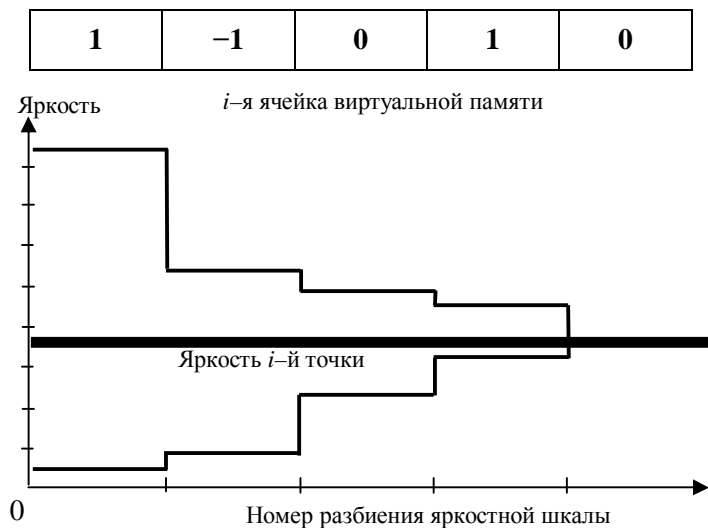 1 −1 0 1 0
i–я ячейка виртуальной памяти
Яркость
Яркость i–й точки
0
Номер разбиения яркостной шкалы